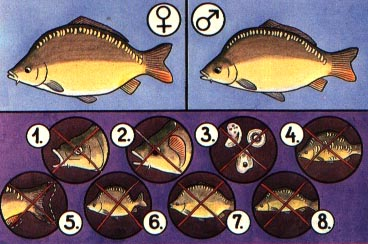 ♀ ♂
1. 2. 3. 4.
5. 6. 7. 8.